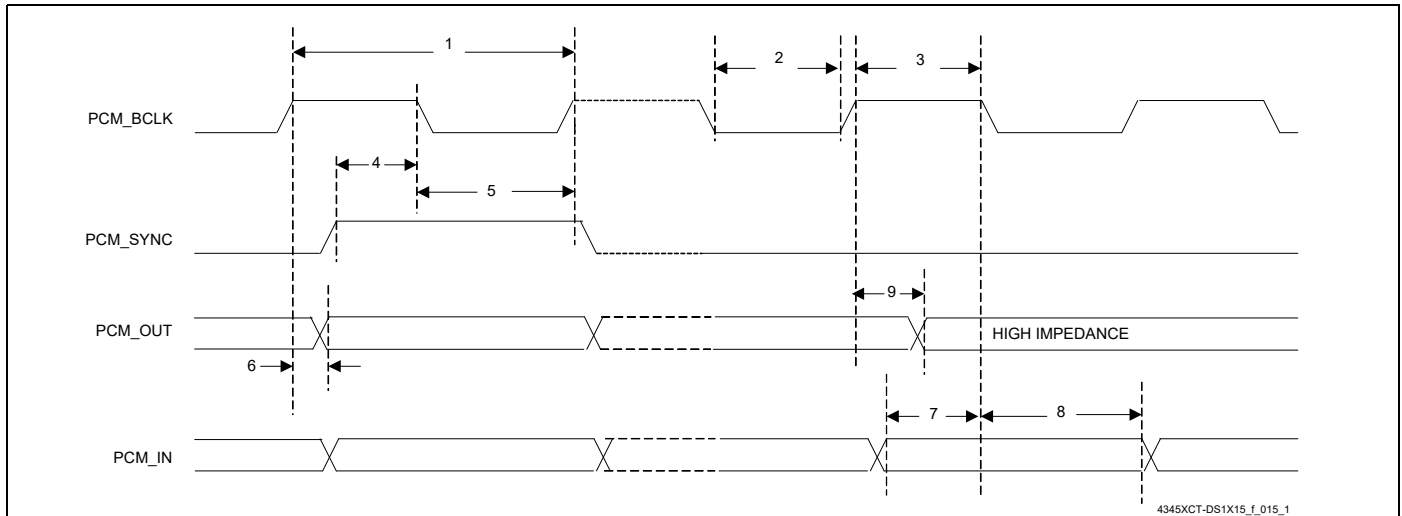 1
2
3
PCM_BCLK
4
5
PCM_SYNC
9
PCM_OUT
HIGH IMPEDANCE
6
7
8
PCM_IN
4345XCT-DS1X15_f_015_1